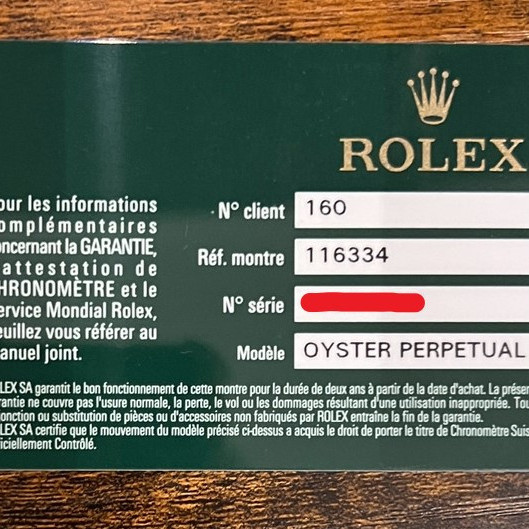 ROLEX
N° client 160
Réf. montre 116334
N° série
Modèle OYSTER PERPETUAL
our les informations
omplémentaires
oncernant la GARANTIE,
attestation de
HRONOMÈTRE et le
ervice Mondial Rolex,
euillez vous référer au
anuel joint.
LEX SA garantit le bon fonctionnement de cette montre pour la durée de deux ans à partir de la date d'achat. La présen
rantie ne couvre pas l'usure normale, la perte, le vol ou les dommages résultant d'une utilisation inappropriée. Tou
jonction ou substitution de pièces ou d'accessoires non fabriqués par ROLEX entraîne la fin de la garantie.
LEX SA certifie que le mouvement du modèle précisé ci-dessus a acquis le droit de porter le titre de Chronomètre Suis
ficiellement Contrôlé.